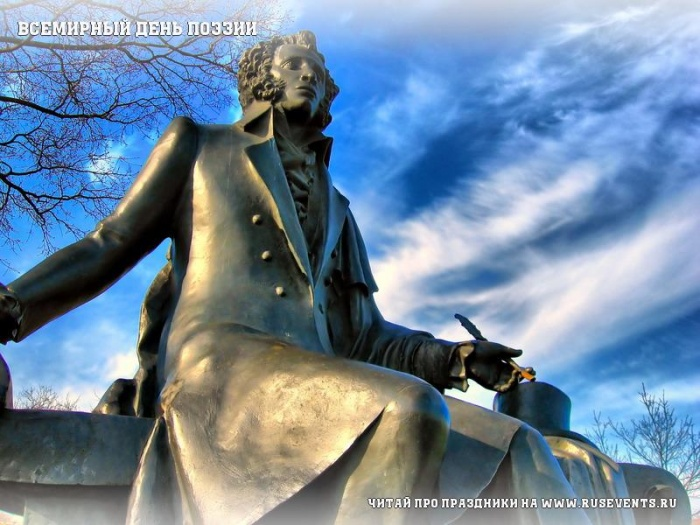 ВСЕМИРНЫЙ ДЕНЬ ПОЭЗИИ
ЧИТАЙ ПРО ПРАЗДНИКИ НА WWW.RUSEVENTS.RU